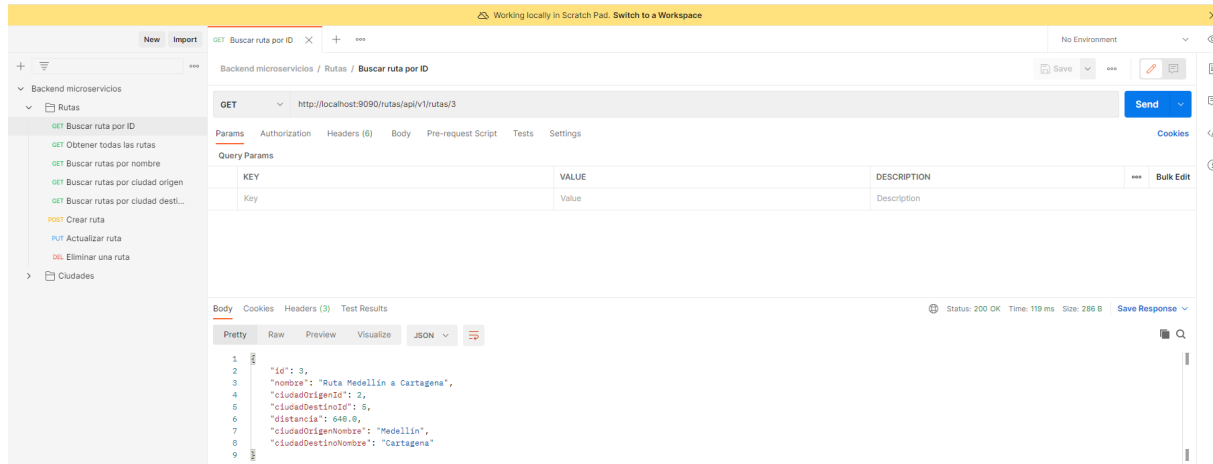 Working locally in Scratch Pad. Switch to a Workspace
New Import
GET Buscar ruta por ID
No Environment
Backend microservicios / Rutas / Buscar ruta por ID
Save
Backend microservicios
Rutas
GET Buscar ruta por ID
GET Obtener todas las rutas
GET Buscar rutas por nombre
GET Buscar rutas por ciudad origen
GET Buscar rutas por ciudad desti...
POST Crear ruta
PUT Actualizar ruta
DEL Eliminar una ruta
Ciudades
GET http://localhost:9090/rutas/api/v1/rutas/3 Send
Params Authorization Headers (6) Body Pre-request Script Tests Settings Cookies
Query Params
KEY VALUE DESCRIPTION Bulk Edit
Key Value Description
Body Cookies Headers (3) Test Results Status: 200 OK Time: 119 ms Size: 286 B Save Response
Pretty Raw Preview Visualize JSON
1 {
2 "id": 3,
3 "nombre": "Ruta Medellín a Cartagena",
4 "ciudadOrigenId": 2,
5 "ciudadDestinoId": 5,
6 "distancia": 640.0,
7 "ciudadOrigenNombre": "Medellín",
8 "ciudadDestinoNombre": "Cartagena"
9 }